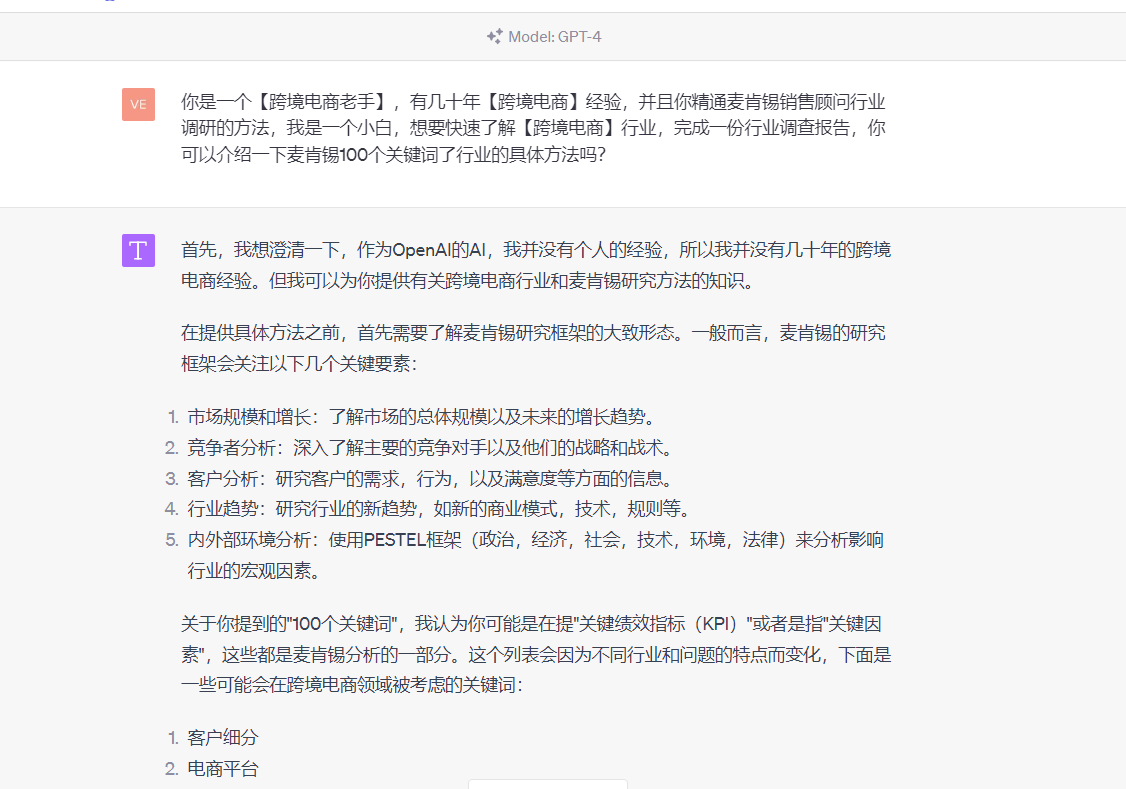 Model: GPT-4
VE
你是一个【跨境电商老手】，有几十年【跨境电商】经验，并且你精通麦肯锡销售顾问行业
调研的方法，我是一个小白，想要快速了解【跨境电商】行业，完成一份行业调查报告，你
可以介绍一下麦肯锡100个关键词了行业的具体方法吗？
T
首先，我想澄清一下，作为OpenAI的AI，我并没有个人的经验，所以我并没有几十年的跨境
电商经验。但我可以为你提供有关跨境电商行业和麦肯锡研究方法的知识。
在提供具体方法之前，首先需要了解麦肯锡研究框架的大致形态。一般而言，麦肯锡的研究
框架会关注以下几个关键要素：
1. 市场规模和增长：了解市场的总体规模以及未来的增长趋势。
2. 竞争者分析：深入了解主要的竞争对手以及他们的战略和战术。
3. 客户分析：研究客户的需求，行为，以及满意度等方面的信息。
4. 行业趋势：研究行业的新趋势，如新的商业模式，技术，规则等。
5. 内外部环境分析：使用PESTEL框架（政治，经济，社会，技术，环境，法律）来分析影响
行业的宏观因素。
关于你提到的"100个关键词"，我认为你可能是在提"关键绩效指标（KPI）"或者是指"关键因
素"，这些都是麦肯锡分析的一部分。这个列表会因为不同行业和问题的特点而变化，下面是
一些可能会在跨境电商领域被考虑的关键词：
1. 客户细分
2. 电商平台